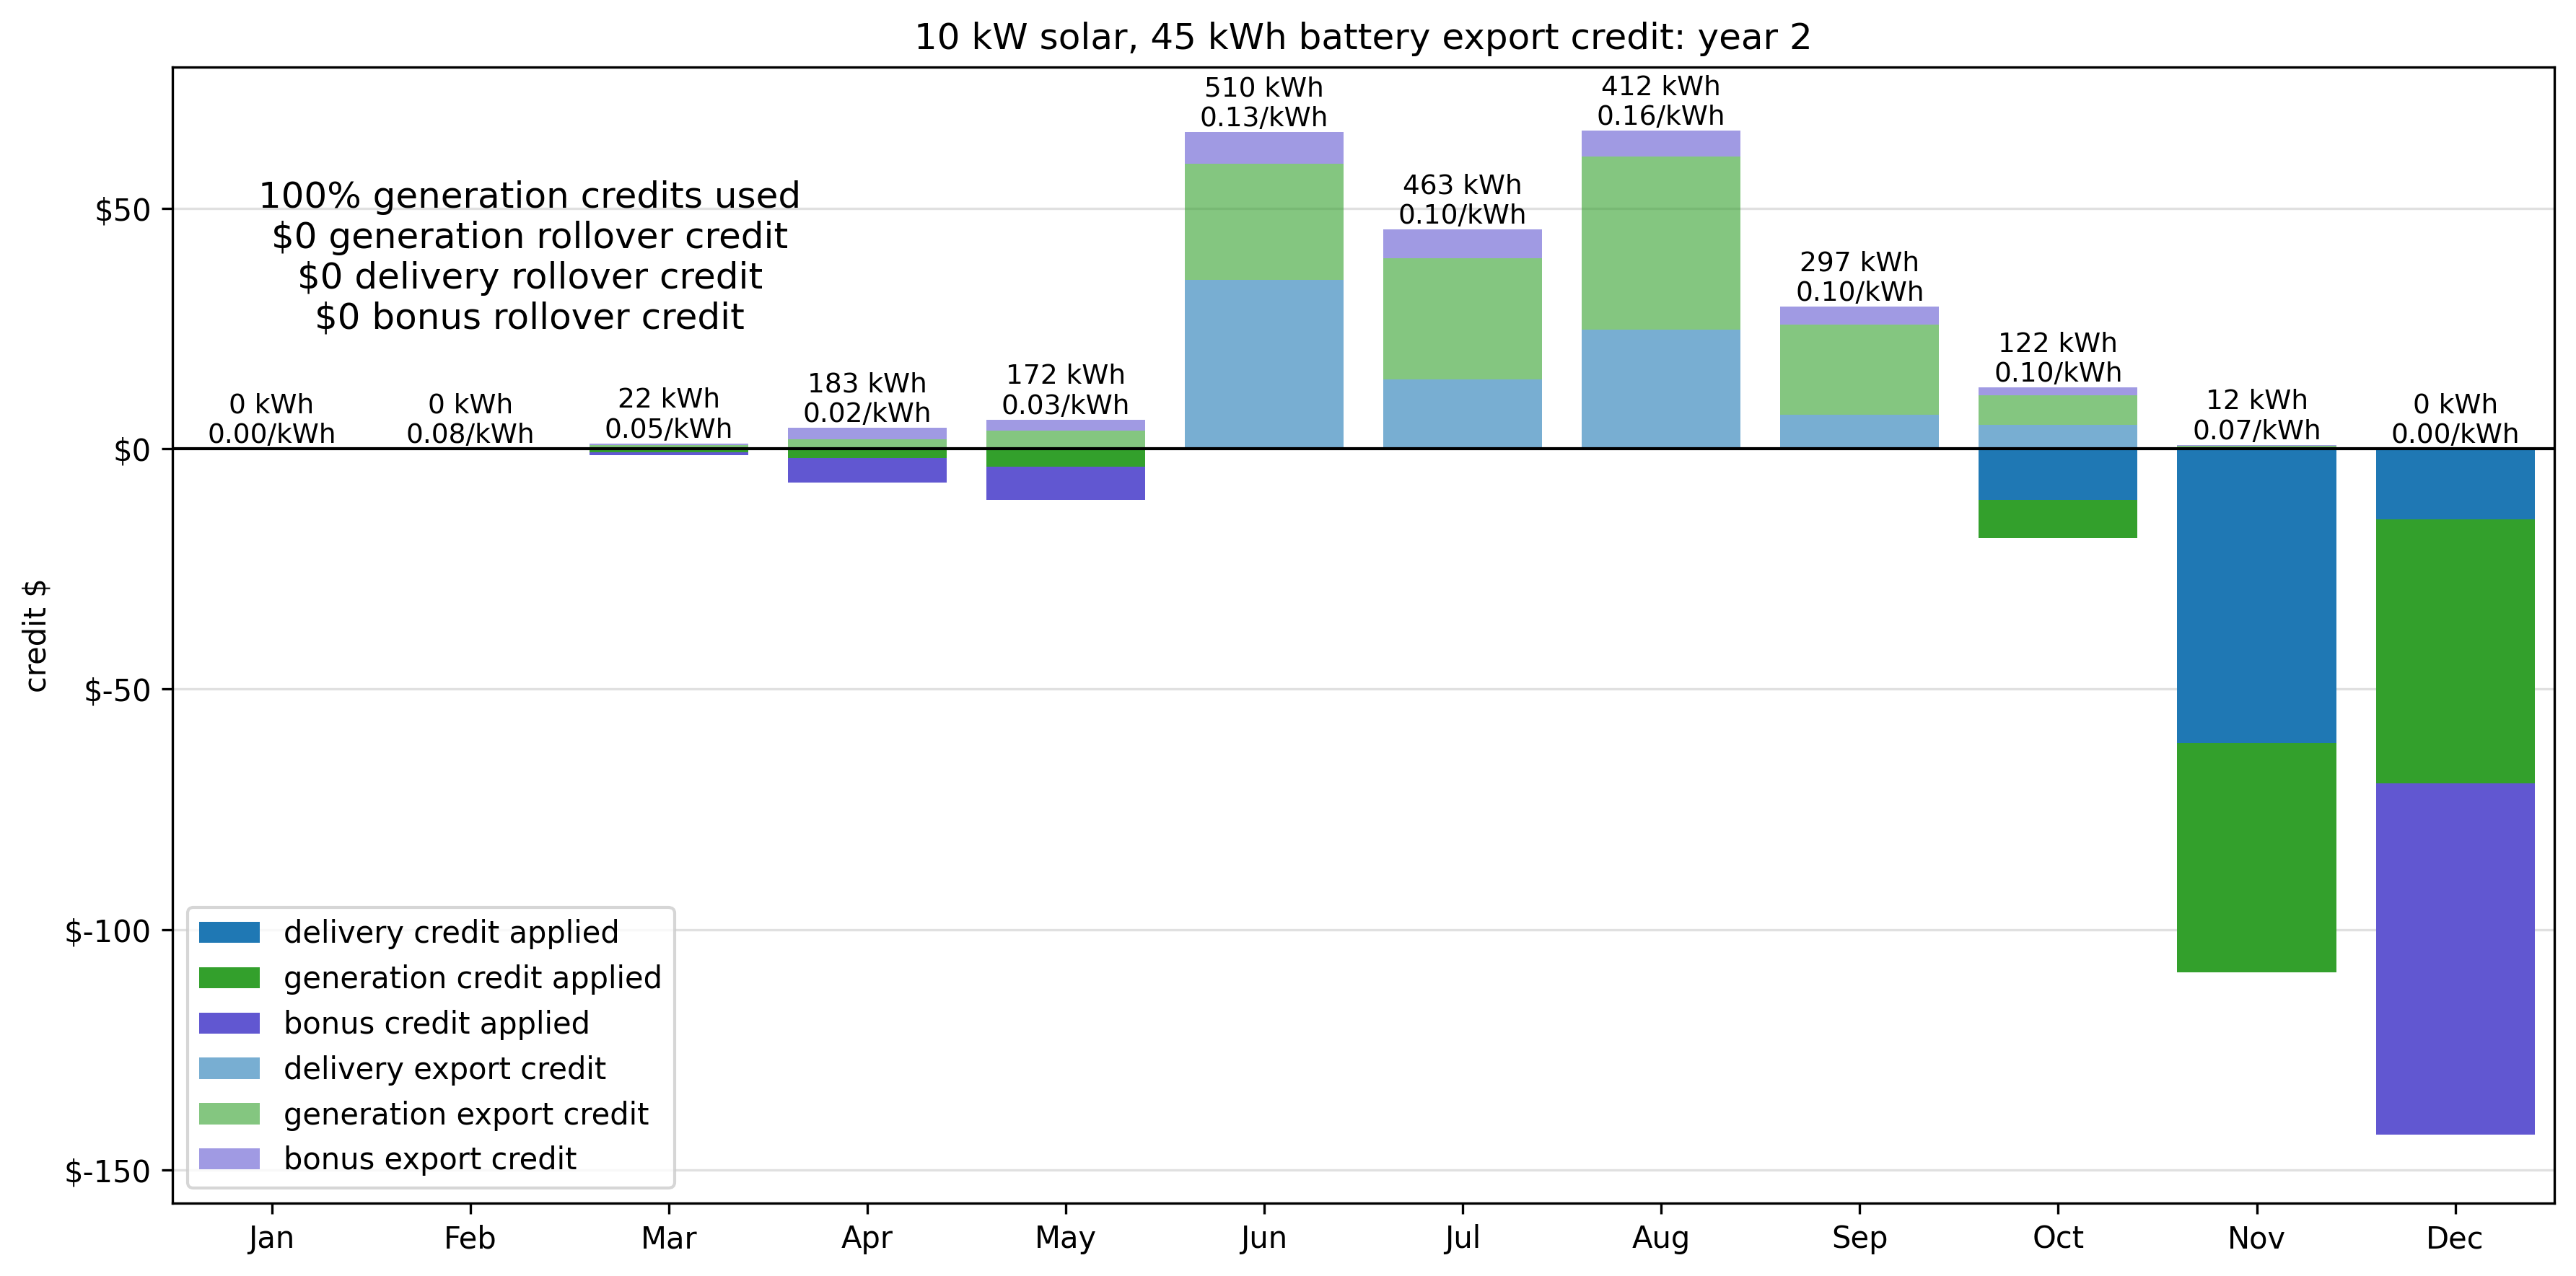 10 kW solar, 45 kWh battery export credit: year 2
510 kWh
0.13/kWh
412 kWh
0.16/kWh
100% generation credits used
$0 generation rollover credit
$0 delivery rollover credit
$0 bonus rollover credit
463 kWh
0.10/kWh
297 kWh
0.10/kWh
122 kWh
0.10/kWh
0 kWh
0.00/kWh
0 kWh
0.08/kWh
22 kWh
0.05/kWh
183 kWh
0.02/kWh
172 kWh
0.03/kWh
12 kWh
0.07/kWh
0 kWh
0.00/kWh
$50
$0
$-50
$-100
$-150
credit $
delivery credit applied
generation credit applied
bonus credit applied
delivery export credit
generation export credit
bonus export credit
Jan Feb Mar Apr May Jun Jul Aug Sep Oct Nov Dec